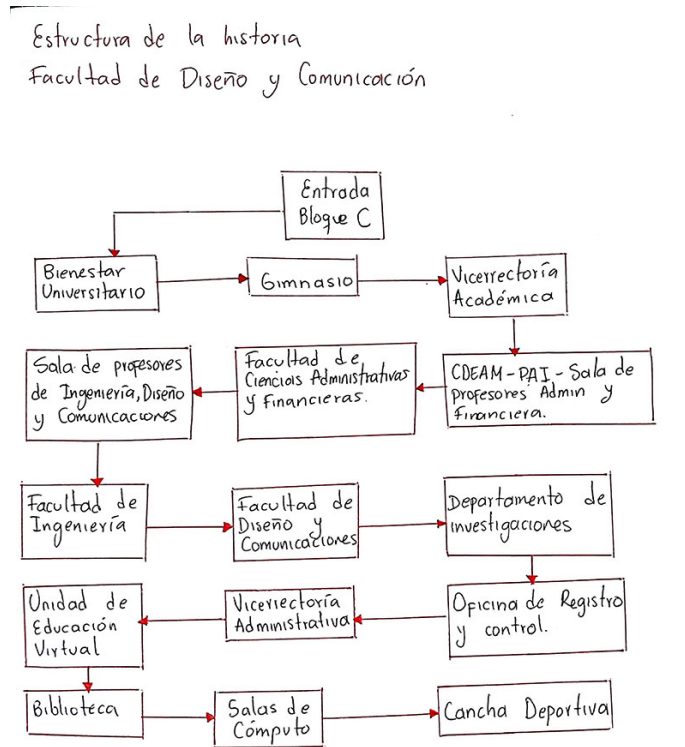 Estructura de la historia
Facultad de Diseño y Comunicación
Entrada
Bloque C
Bienestar
Universitario
Gimnasio
Vicerrectoría
Académica
CDEAM-PAI-Sala de
profesores Admin y
Financiera.
Facultad de
Ciencias Administrativas
y Financieras.
Sala de profesores
de Ingeniería, Diseño
y Comunicaciones
Facultad de
Ingeniería
Facultad de
Diseño y
Comunicaciones
Departamento de
investigaciones
Oficina de Registro
y control.
Vicerrectoría
Administrativa
Unidad de
Educación
Virtual
Biblioteca
Salas de
Cómputo
Cancha Deportiva